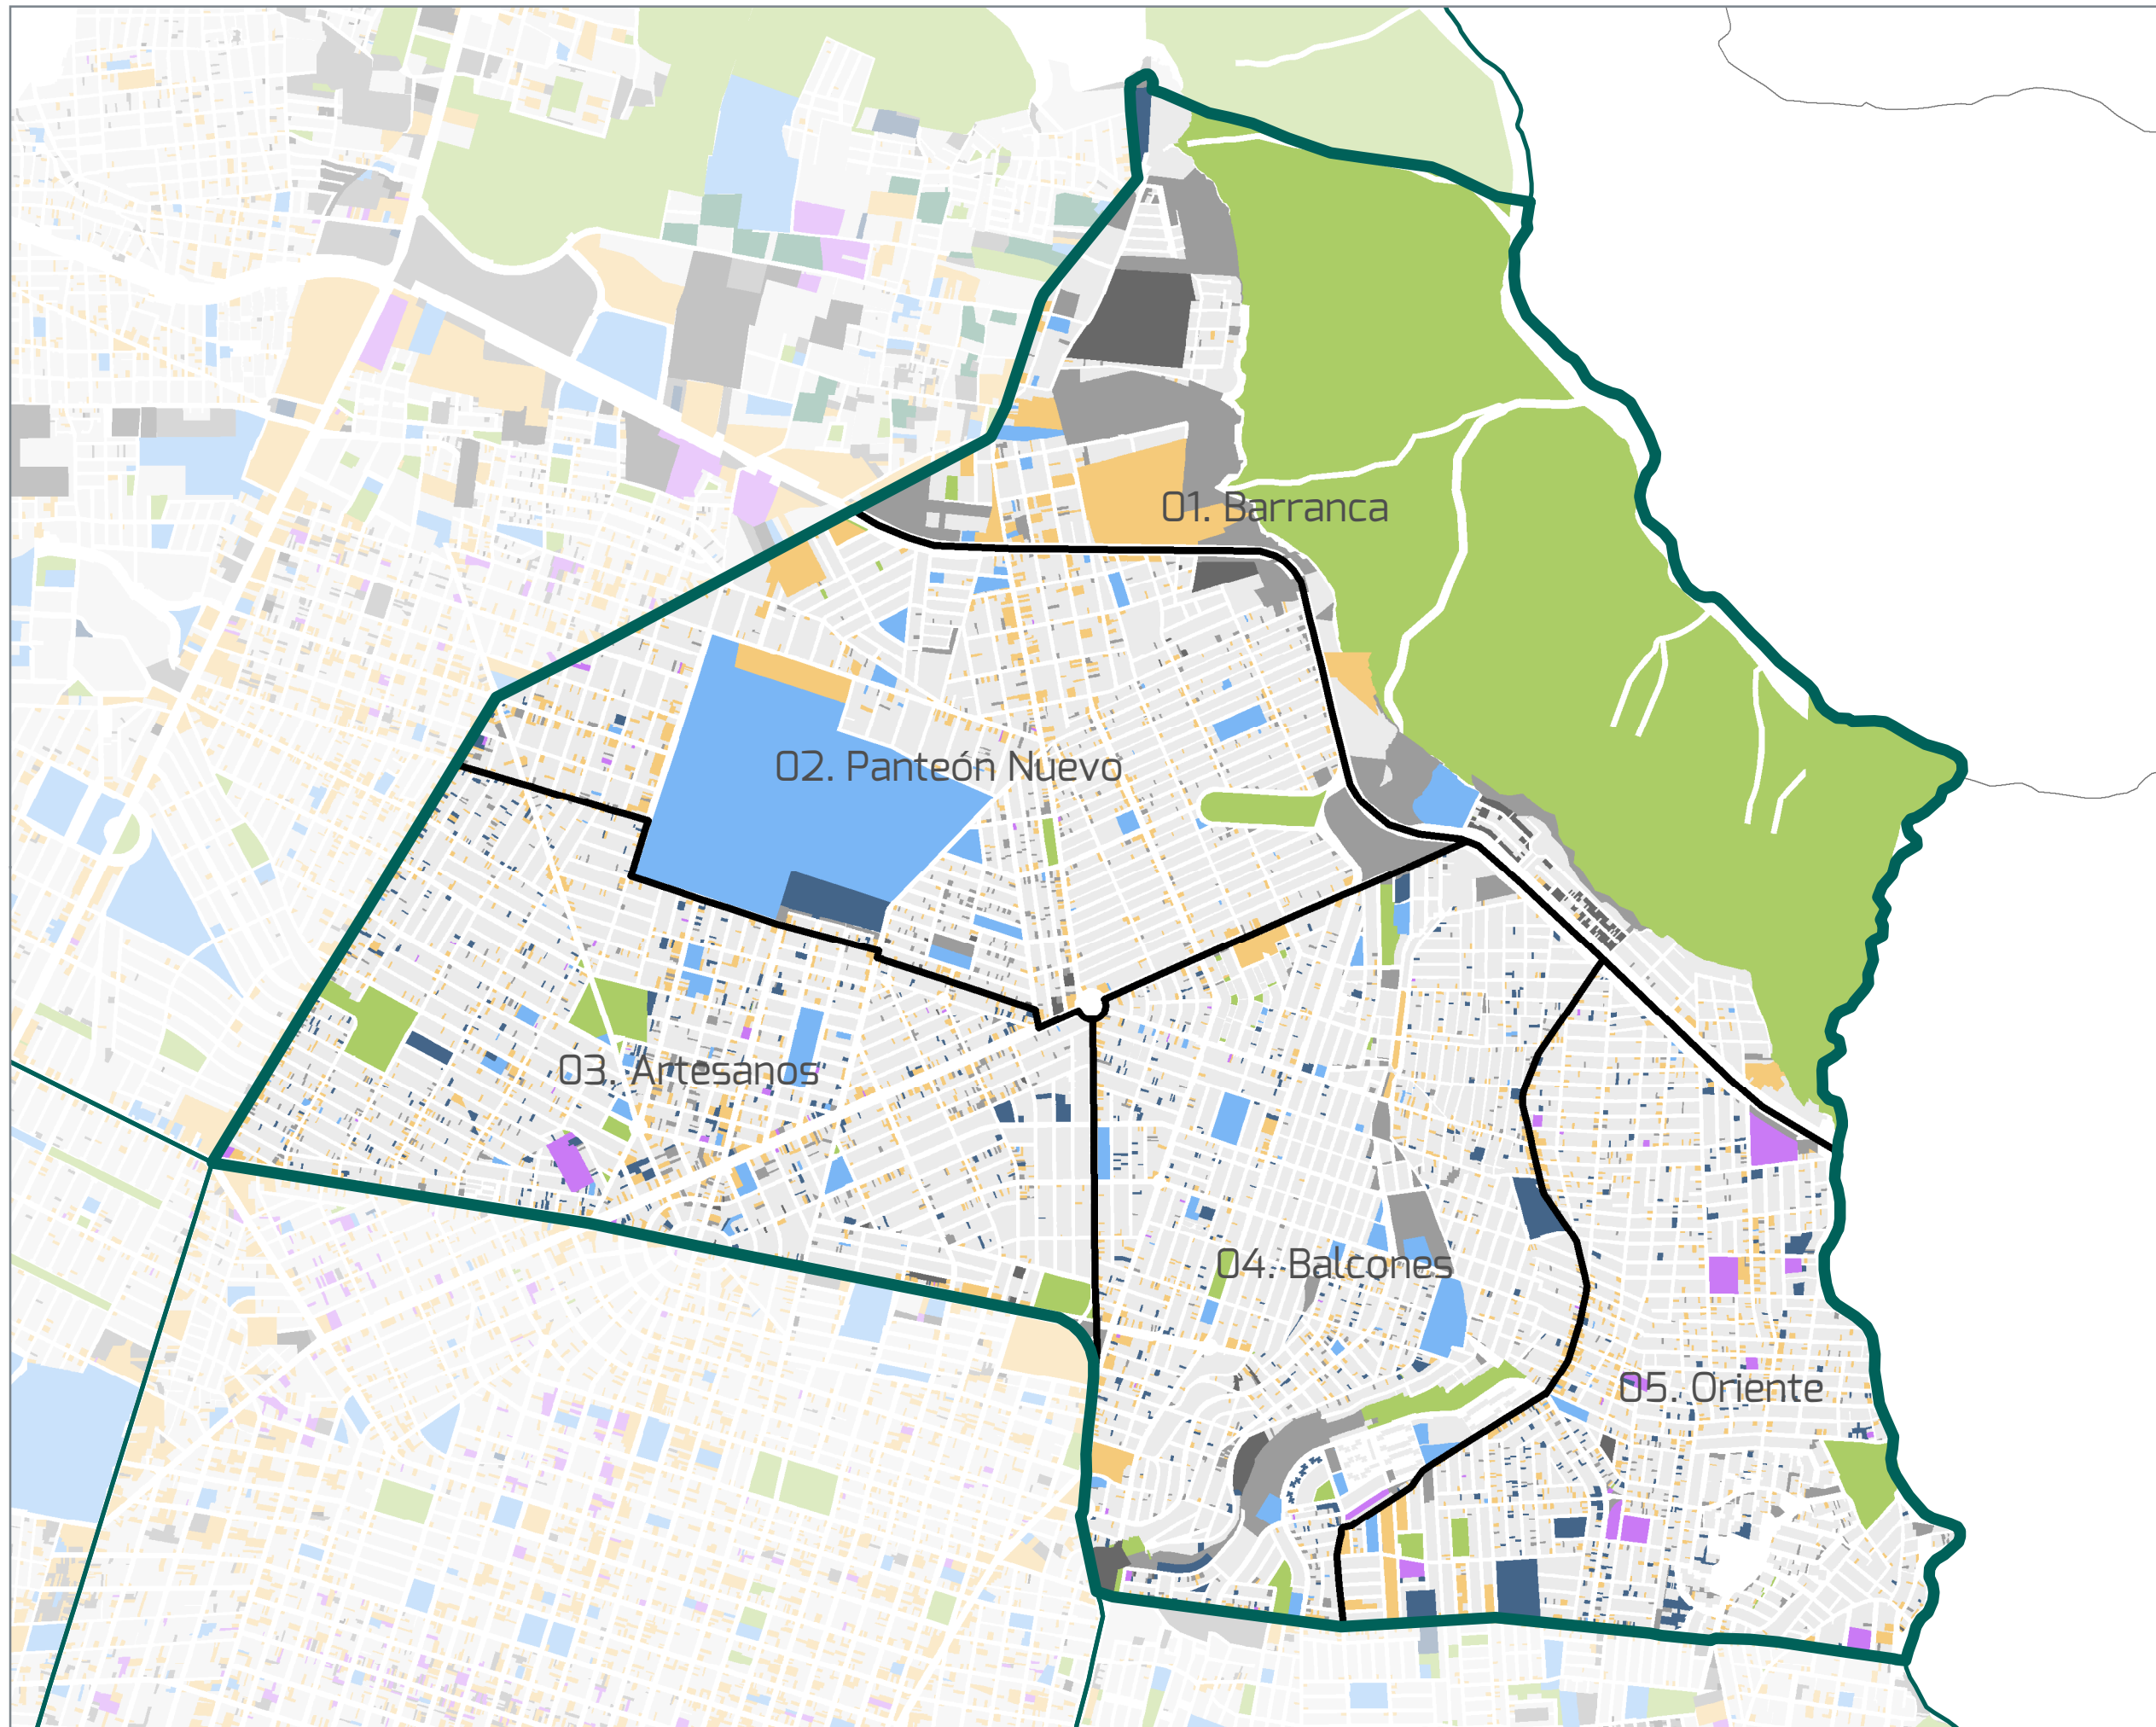 01. Barranca
02. Panteón Nuevo
03. Artesanos
04. Balcones
05. Oriente